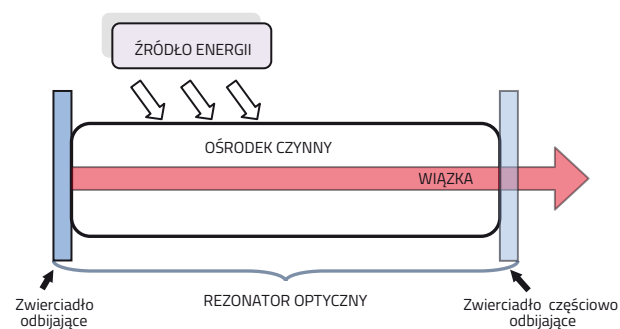 ŹRÓDŁO ENERGII
OŚRODEK CZYNNY
WIĄZKA
REZONATOR OPTYCZNY
Zwierciadło
odbijające
Zwierciadło częściowo
odbijające